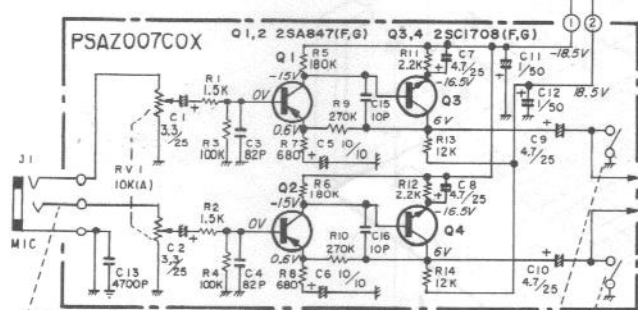 PSAZ007COX
Q1,2 2SA847(F,G)
Q3,4 2SC1708(F,G)
1
2
-18.5V
18.5V
Q1
R5
180K
-15V
R11
2.2K
C7
4.7/25
-16.5V
C11
1/50
C12
1/50
R1
1.5K
0V
R9
270K
C15
10P
Q3
6V
C1
3.3/25
R3
100K
C3
82P
0.6V
R7
680
C5 10/10
R13
12K
C9
4.7/25
J1
MIC
RV1
10K(A)
Q2
R6
180K
-15V
R12
2.2K
C8
4.7/25
-16.5V
R2
1.5K
0V
R10
270K
C16
10P
Q4
6V
C2
3.3/25
R4
100K
C4
82P
0.6V
R8
680
C6 10/10
R14
12K
C10
4.7/25
C13
4700P